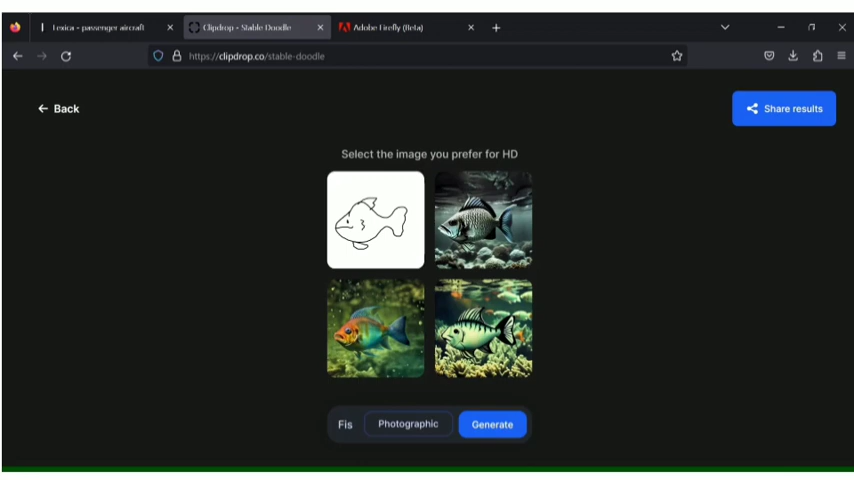 Lexica - passenger aircraft
Clipdrop - Stable Doodle
Adobe Firefly (Beta)
https://clipdrop.co/stable-doodle
Back
Share results
Select the image you prefer for HD
Fis
Photographic
Generate